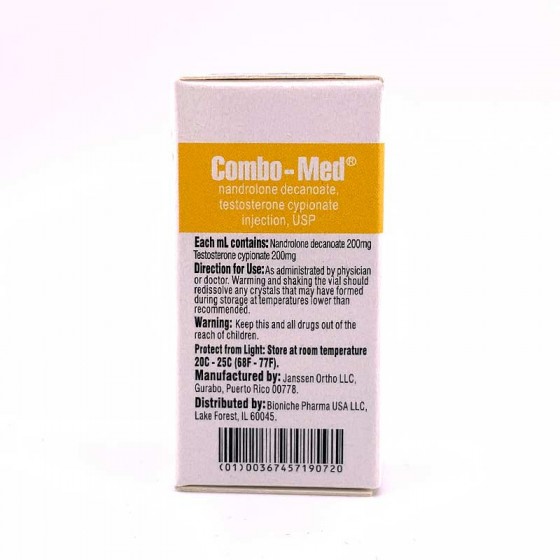 Combo-Med®
nandrolone decanoate,
testosterone cypionate
injection, USP
Each mL contains: Nandrolone decanoate 200mg
Testosterone cypionate 200mg
Direction for Use: As administered by physician
or doctor. Warming and shaking the vial should
redissolve any crystals that may have formed
during storage at temperatures lower than
recommended.
Warning: Keep this and all drugs out of the
reach of children.
Protect from Light: Store at room temperature
20C - 25C (68F - 77F).
Manufactured by: Janssen Ortho LLC,
Gurabo, Puerto Rico 00778.
Distributed by: Bioniche Pharma USA LLC,
Lake Forest, IL 60045.
(01)00367457190720